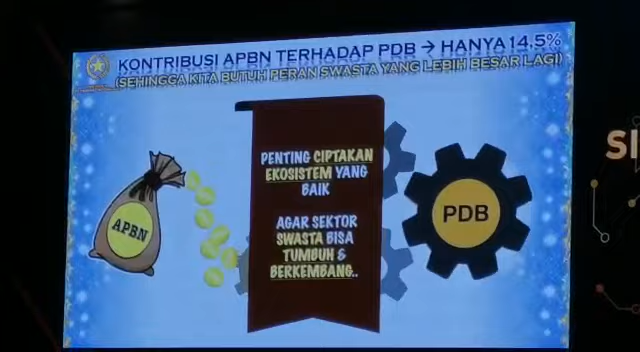 KONTRIBUSI APBN TERHADAP PDB → HANYA 14,5%
(SEHINGGA KITA BUTUH PERAN SWASTA YANG LEBIH BESAR LAGI)
PENTING CIPTAKAN
EKOSISTEM YANG
BAIK
AGAR SEKTOR
SWASTA BISA
TUMBUH &
BERKEMBANG..
APBN
PDB
SI